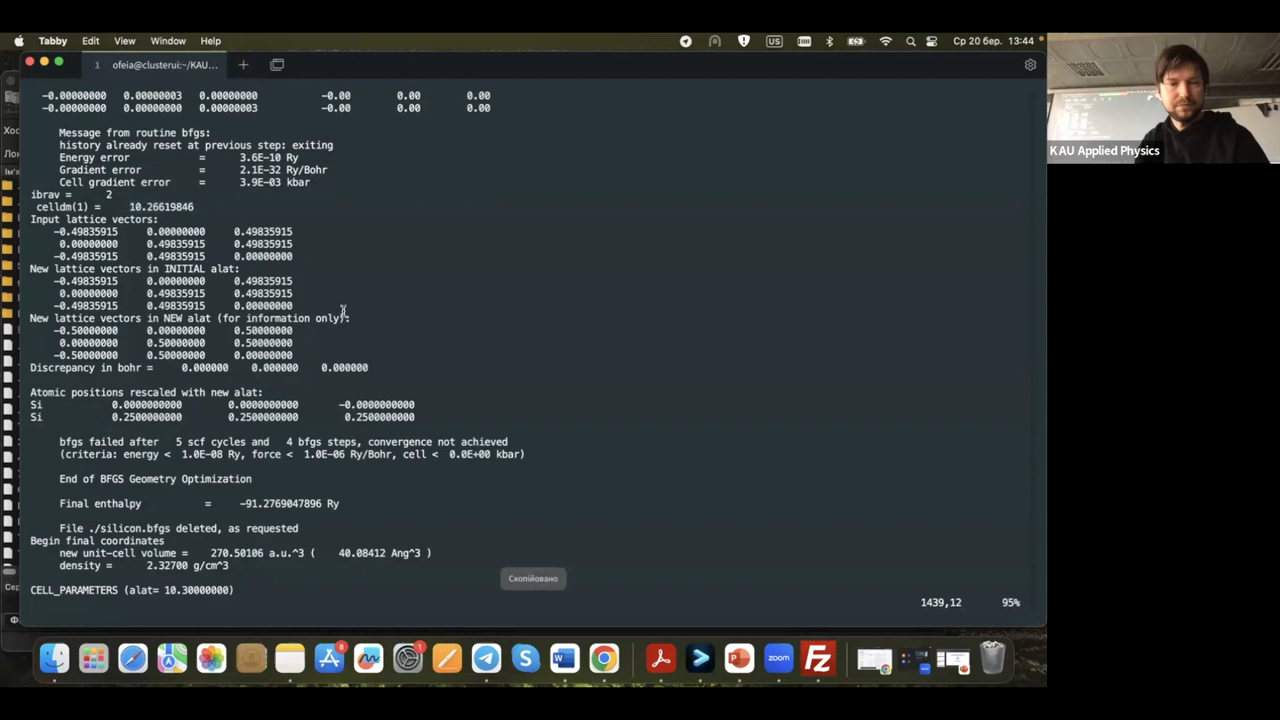 Tabby Edit View Window Help US Ср 20 бер. 13:44
1 ofeia@clusterui:~/KAU...
-0.00000000 0.00000003 0.00000000 -0.00 0.00 0.00
-0.00000000 0.00000000 0.00000003 -0.00 0.00 0.00
Message from routine bfgs:
history already reset at previous step: exiting
Energy error = 3.6E-10 Ry
Gradient error = 2.1E-32 Ry/Bohr
Cell gradient error = 3.9E-03 kbar
ibrav = 2
celldm(1) = 10.26619846
Input lattice vectors:
-0.49835915 0.00000000 0.49835915
0.00000000 0.49835915 0.49835915
-0.49835915 0.49835915 0.00000000
New lattice vectors in INITIAL alat:
-0.49835915 0.00000000 0.49835915
0.00000000 0.49835915 0.49835915
-0.49835915 0.49835915 0.00000000
New lattice vectors in NEW alat (for information only):
-0.50000000 0.00000000 0.50000000
0.00000000 0.50000000 0.50000000
-0.50000000 0.50000000 0.00000000
Discrepancy in bohr = 0.000000 0.000000 0.000000
Atomic positions rescaled with new alat:
Si 0.0000000000 0.0000000000 -0.0000000000
Si 0.2500000000 0.2500000000 0.2500000000
bfgs failed after 5 scf cycles and 4 bfgs steps, convergence not achieved
(criteria: energy < 1.0E-08 Ry, force < 1.0E-06 Ry/Bohr, cell < 0.0E+00 kbar)
End of BFGS Geometry Optimization
Final enthalpy = -91.2769047896 Ry
File ./silicon.bfgs deleted, as requested
Begin final coordinates
new unit-cell volume = 270.50106 a.u.^3 ( 40.08412 Ang^3 )
density = 2.32700 g/cm^3
Скопійовано
CELL_PARAMETERS (alat= 10.30000000)
1439,12 95%
KAU Applied Physics
8
1
zoom
Fz